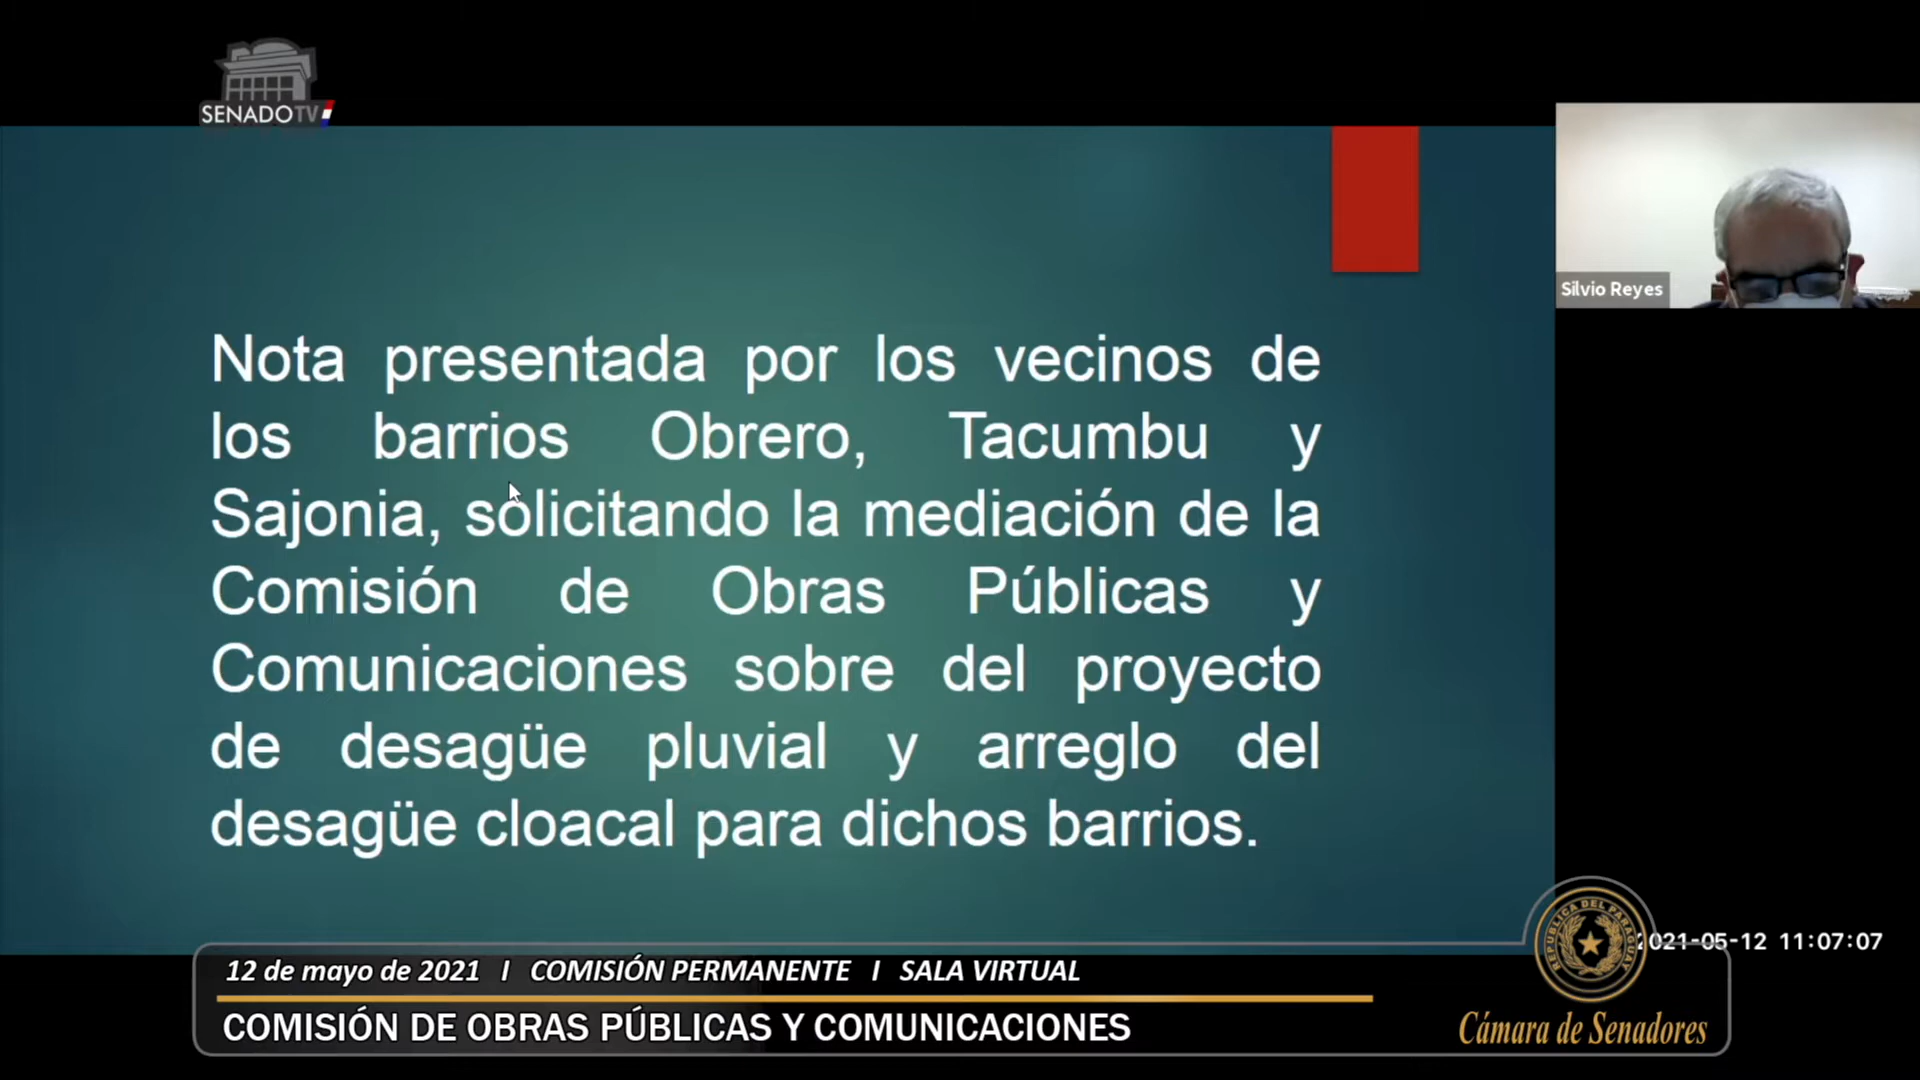 SENADOTV
Silvio Reyes
Nota presentada por los vecinos de
los barrios Obrero, Tacumbu y
Sajonia, solicitando la mediación de la
Comisión de Obras Públicas y
Comunicaciones sobre del proyecto
de desagüe pluvial y arreglo del
desagüe cloacal para dichos barrios.
2021-05-12 11:07:07
REPUBLICA DEL PARAGUAY
12 de mayo de 2021 I COMISIÓN PERMANENTE I SALA VIRTUAL
COMISIÓN DE OBRAS PÚBLICAS Y COMUNICACIONES
Cámara de Senadores